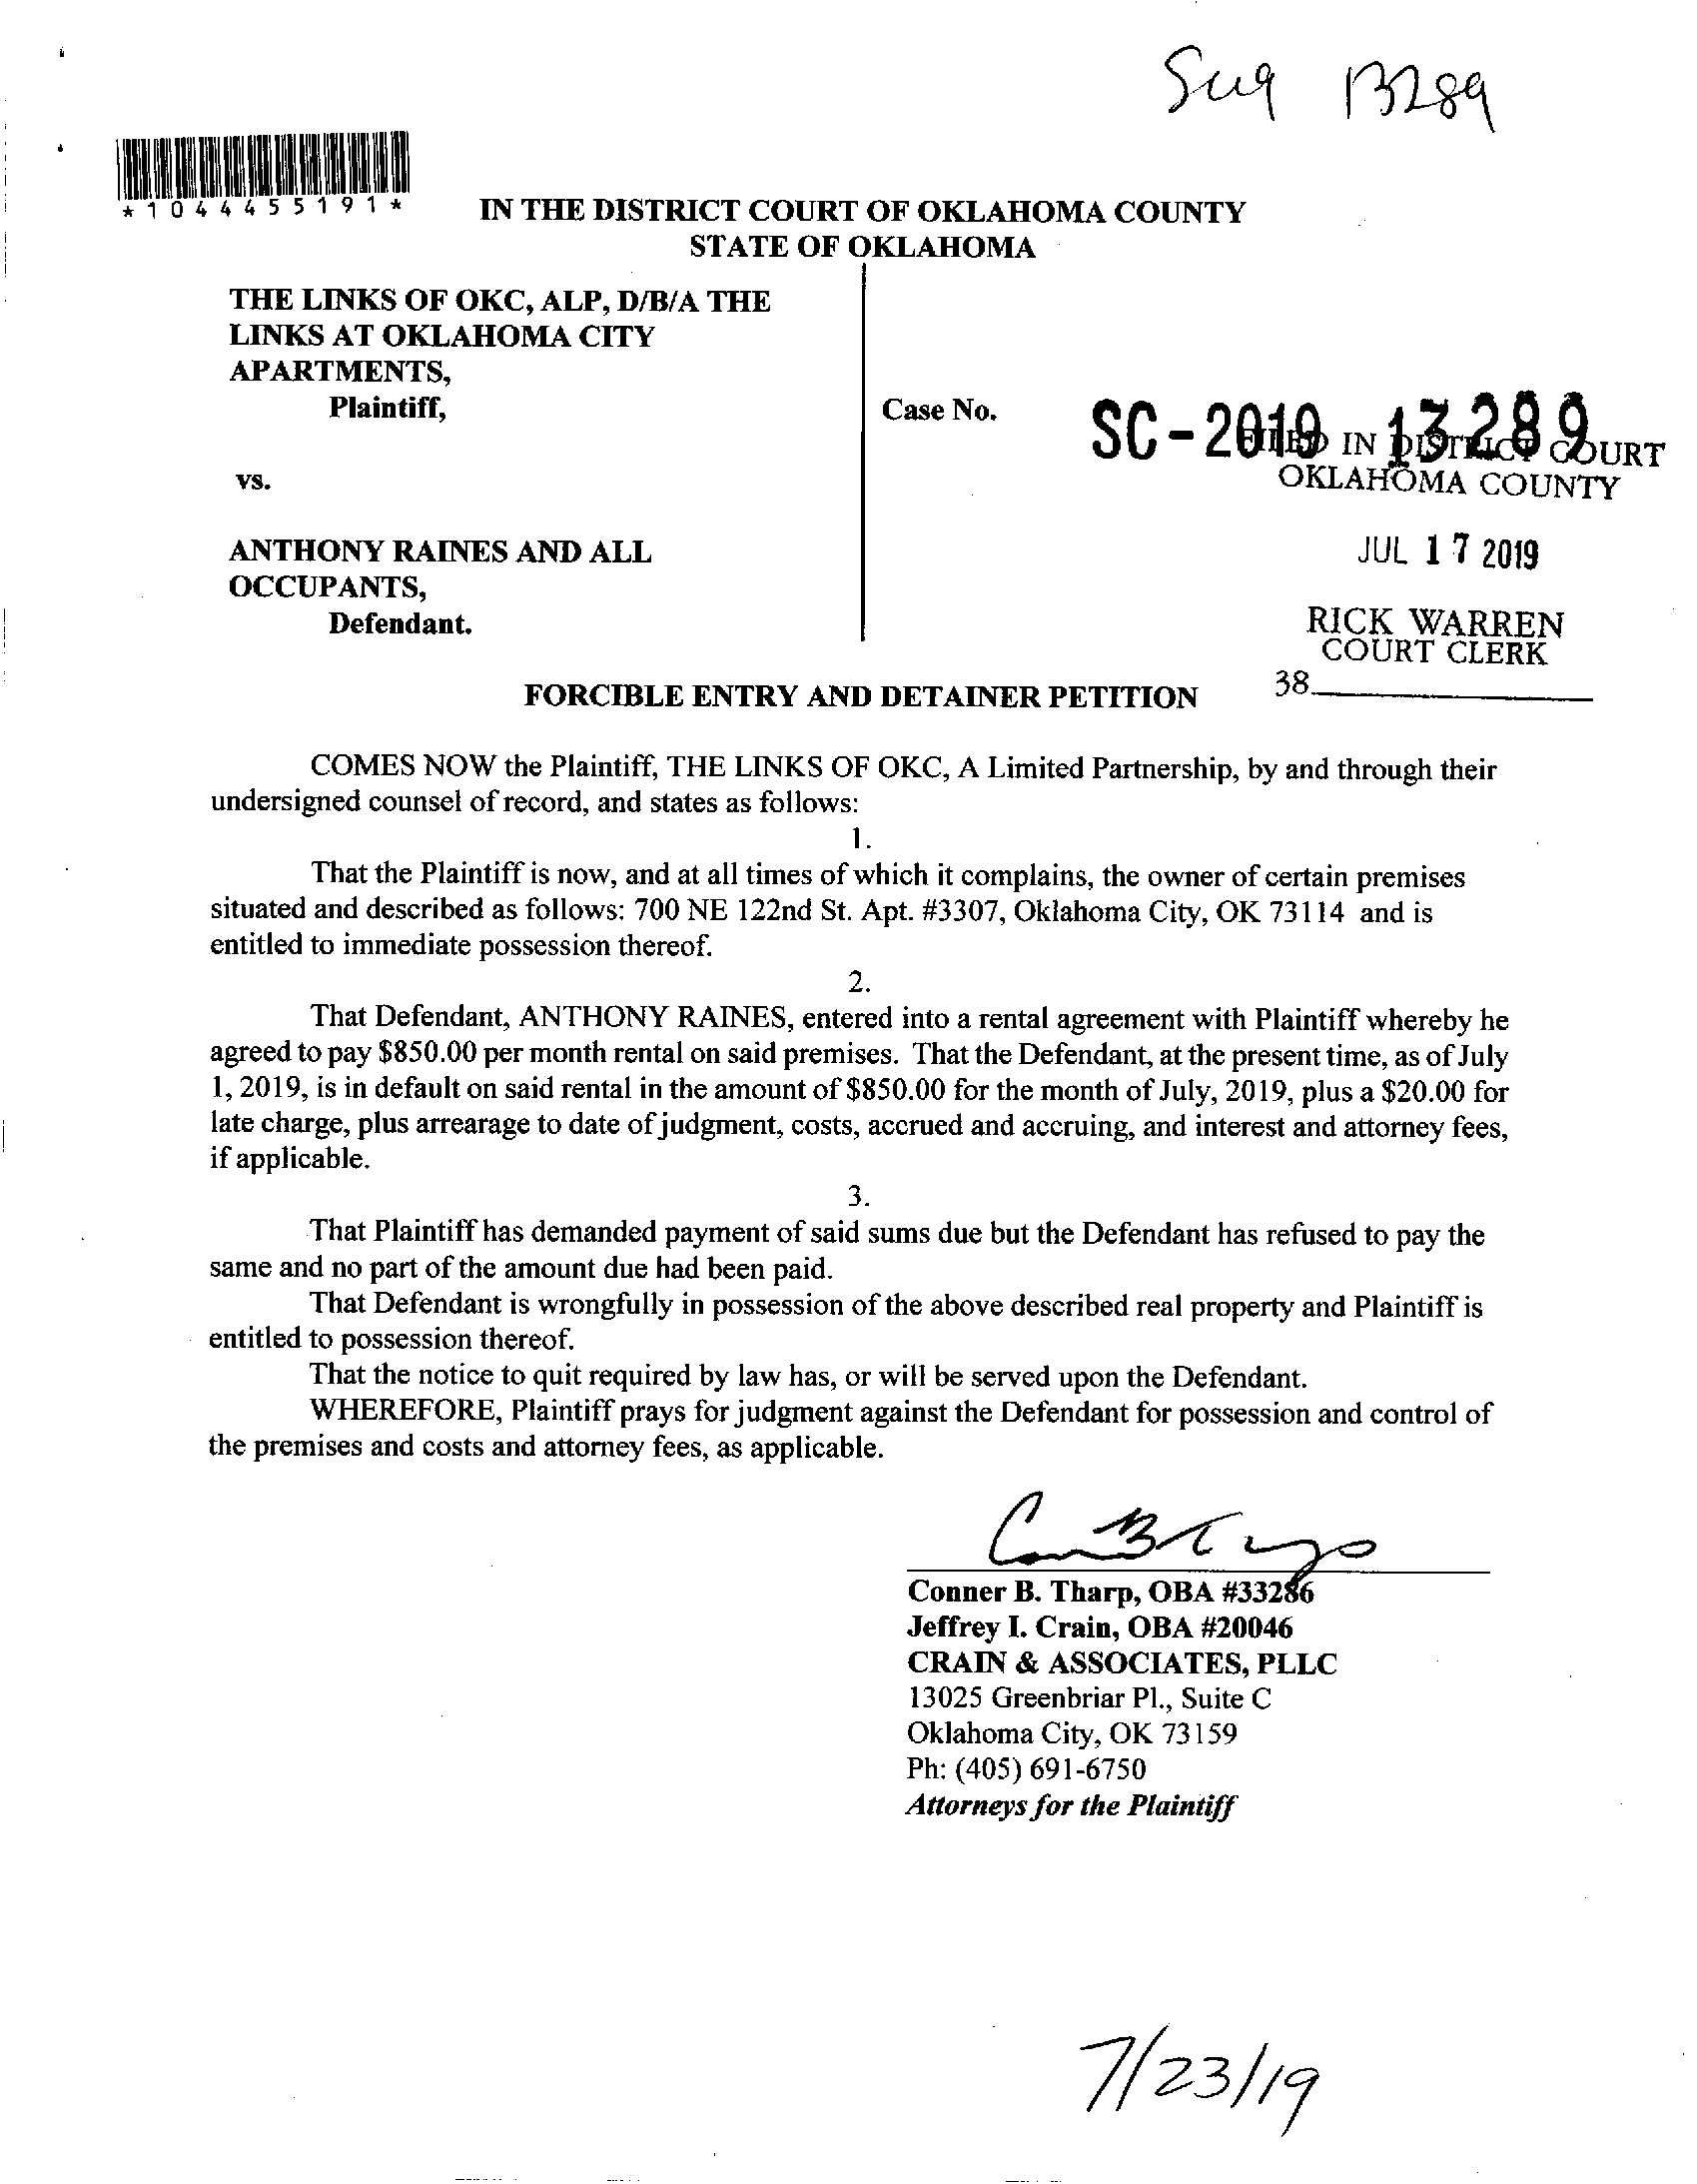 13289
*1044455191*
IN THE DISTRICT COURT OF OKLAHOMA COUNTY
STATE OF OKLAHOMA
THE LINKS OF OKC, ALP, D/B/A THE
LINKS AT OKLAHOMA CITY
APARTMENTS,
Plaintiff,
vs.
ANTHONY RAINES AND ALL
OCCUPANTS,
Defendant.
Case No.
SC-2019-13289
FILED IN DISTRICT COURT
OKLAHOMA COUNTY
JUL 17 2019
RICK WARREN
COURT CLERK
38
FORCIBLE ENTRY AND DETAINER PETITION
COMES NOW the Plaintiff, THE LINKS OF OKC, A Limited Partnership, by and through their
undersigned counsel of record, and states as follows:
1.
That the Plaintiff is now, and at all times of which it complains, the owner of certain premises
situated and described as follows: 700 NE 122nd St. Apt. #3307, Oklahoma City, OK 73114 and is
entitled to immediate possession thereof.
2.
That Defendant, ANTHONY RAINES, entered into a rental agreement with Plaintiff whereby he
agreed to pay $850.00 per month rental on said premises. That the Defendant, at the present time, as of July
1, 2019, is in default on said rental in the amount of $850.00 for the month of July, 2019, plus a $20.00 for
late charge, plus arrearage to date of judgment, costs, accrued and accruing, and interest and attorney fees,
if applicable.
3.
That Plaintiff has demanded payment of said sums due but the Defendant has refused to pay the
same and no part of the amount due had been paid.
That Defendant is wrongfully in possession of the above described real property and Plaintiff is
entitled to possession thereof.
That the notice to quit required by law has, or will be served upon the Defendant.
WHEREFORE, Plaintiff prays for judgment against the Defendant for possession and control of
the premises and costs and attorney fees, as applicable.
Conner B. Tharp, OBA #33286
Jeffrey I. Crain, OBA #20046
CRAIN & ASSOCIATES, PLLC
13025 Greenbriar Pl., Suite C
Oklahoma City, OK 73159
Ph: (405) 691-6750
Attorneys for the Plaintiff
7/23/19